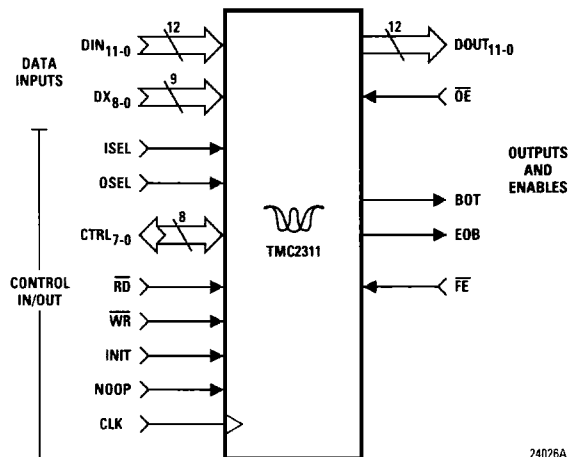 12
DIN11-0
12
DOUT11-0
DATA
INPUTS
9
DX8-0
OE
ISEL
OUTPUTS
AND
ENABLES
OSEL
BOT
8
CTRL7-0
TMC2311
EOB
CONTROL
IN/OUT
RD
FE
WR
INIT
NOOP
CLK
24026A